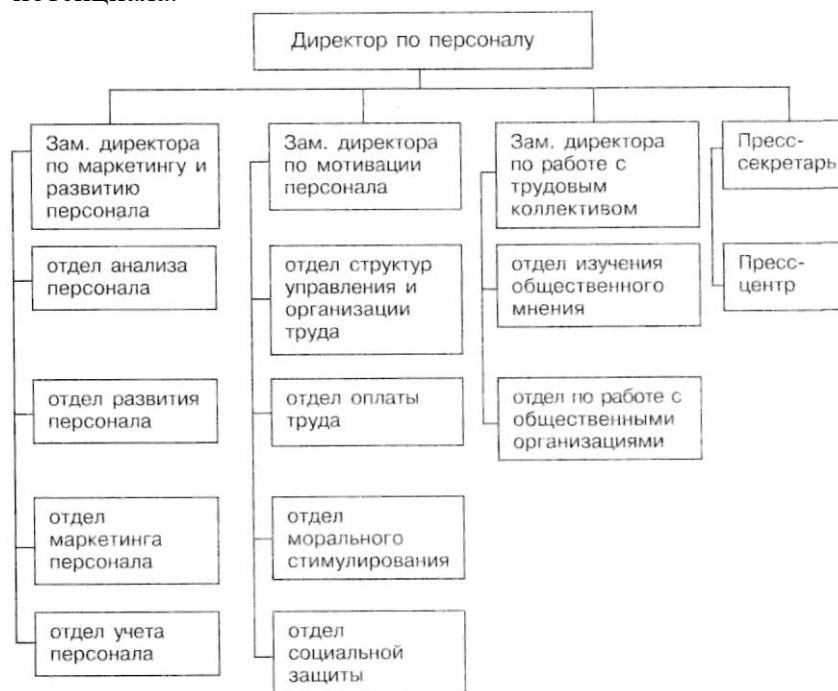 Директор по персоналу
Зам. директора
по маркетингу и
развитию
персонала
отдел анализа
персонала
отдел развития
персонала
отдел
маркетинга
персонала
отдел учета
персонала
Зам. директора
по мотивации
персонала
отдел структур
управления и
организации
труда
отдел оплаты
труда
отдел
морального
стимулирования
отдел
социальной
защиты
Зам. директора
по работе с
трудовым
коллективом
отдел изучения
общественного
мнения
отдел по работе с
общественными
организациями
Пресс-
секретарь
Пресс-
центр